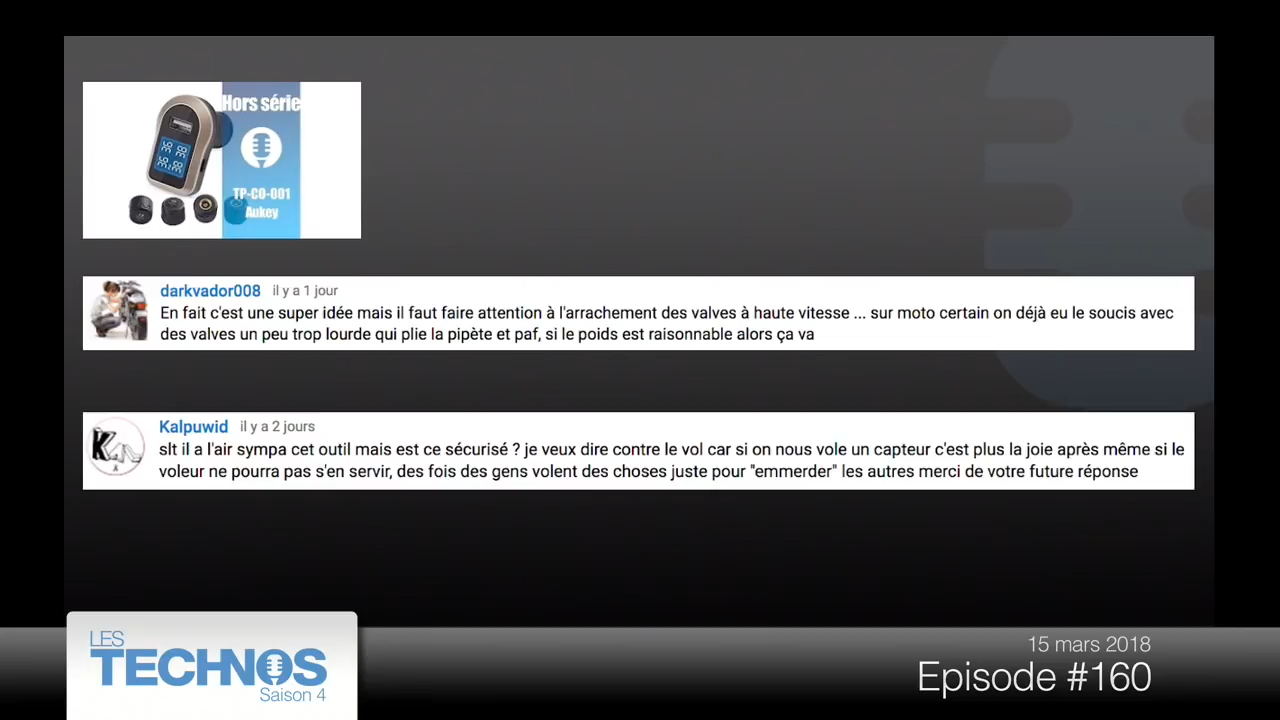 Hors série
TP-CO-001
Aukey
darkvador008 il y a 1 jour
En fait c'est une super idée mais il faut faire attention à l'arrachement des valves à haute vitesse ... sur moto certain on déjà eu le soucis avec
des valves un peu trop lourde qui plie la pipète et paf, si le poids est raisonnable alors ça va
Kalpuwid il y a 2 jours
slt il a l'air sympa cet outil mais est ce sécurisé ? je veux dire contre le vol car si on nous vole un capteur c'est plus la joie après même si le
voleur ne pourra pas s'en servir, des fois des gens volent des choses juste pour "emmerder" les autres merci de votre future réponse
LES
TECHNOS
Saison 4
15 mars 2018
Episode #160